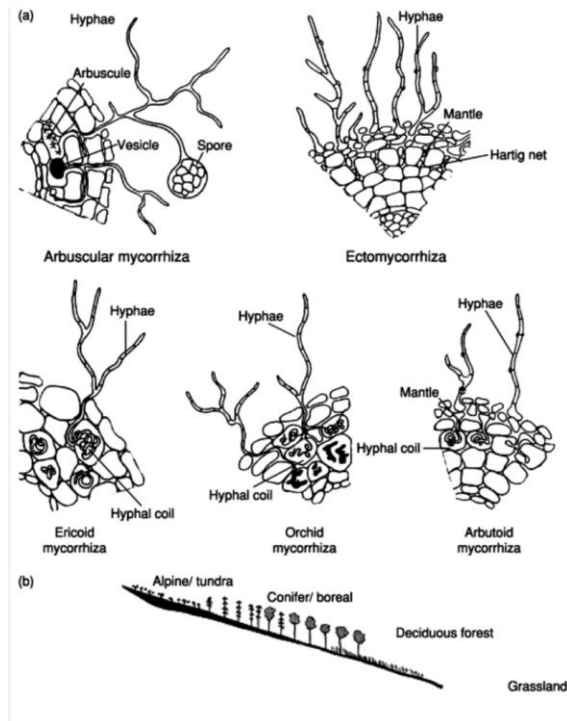 (a)
Hyphae
Arbuscule
Vesicle
Spore
Arbuscular mycorrhiza
Hyphae
Mantle
Hartig net
Ectomycorrhiza
Hyphae
Hyphal coil
Ericoid
mycorrhiza
Hyphae
Hyphal coil
Orchid
mycorrhiza
Hyphae
Mantle
Hyphal coil
Arbutoid
mycorrhiza
(b)
Alpine/ tundra
Conifer/ boreal
Deciduous forest
Grassland